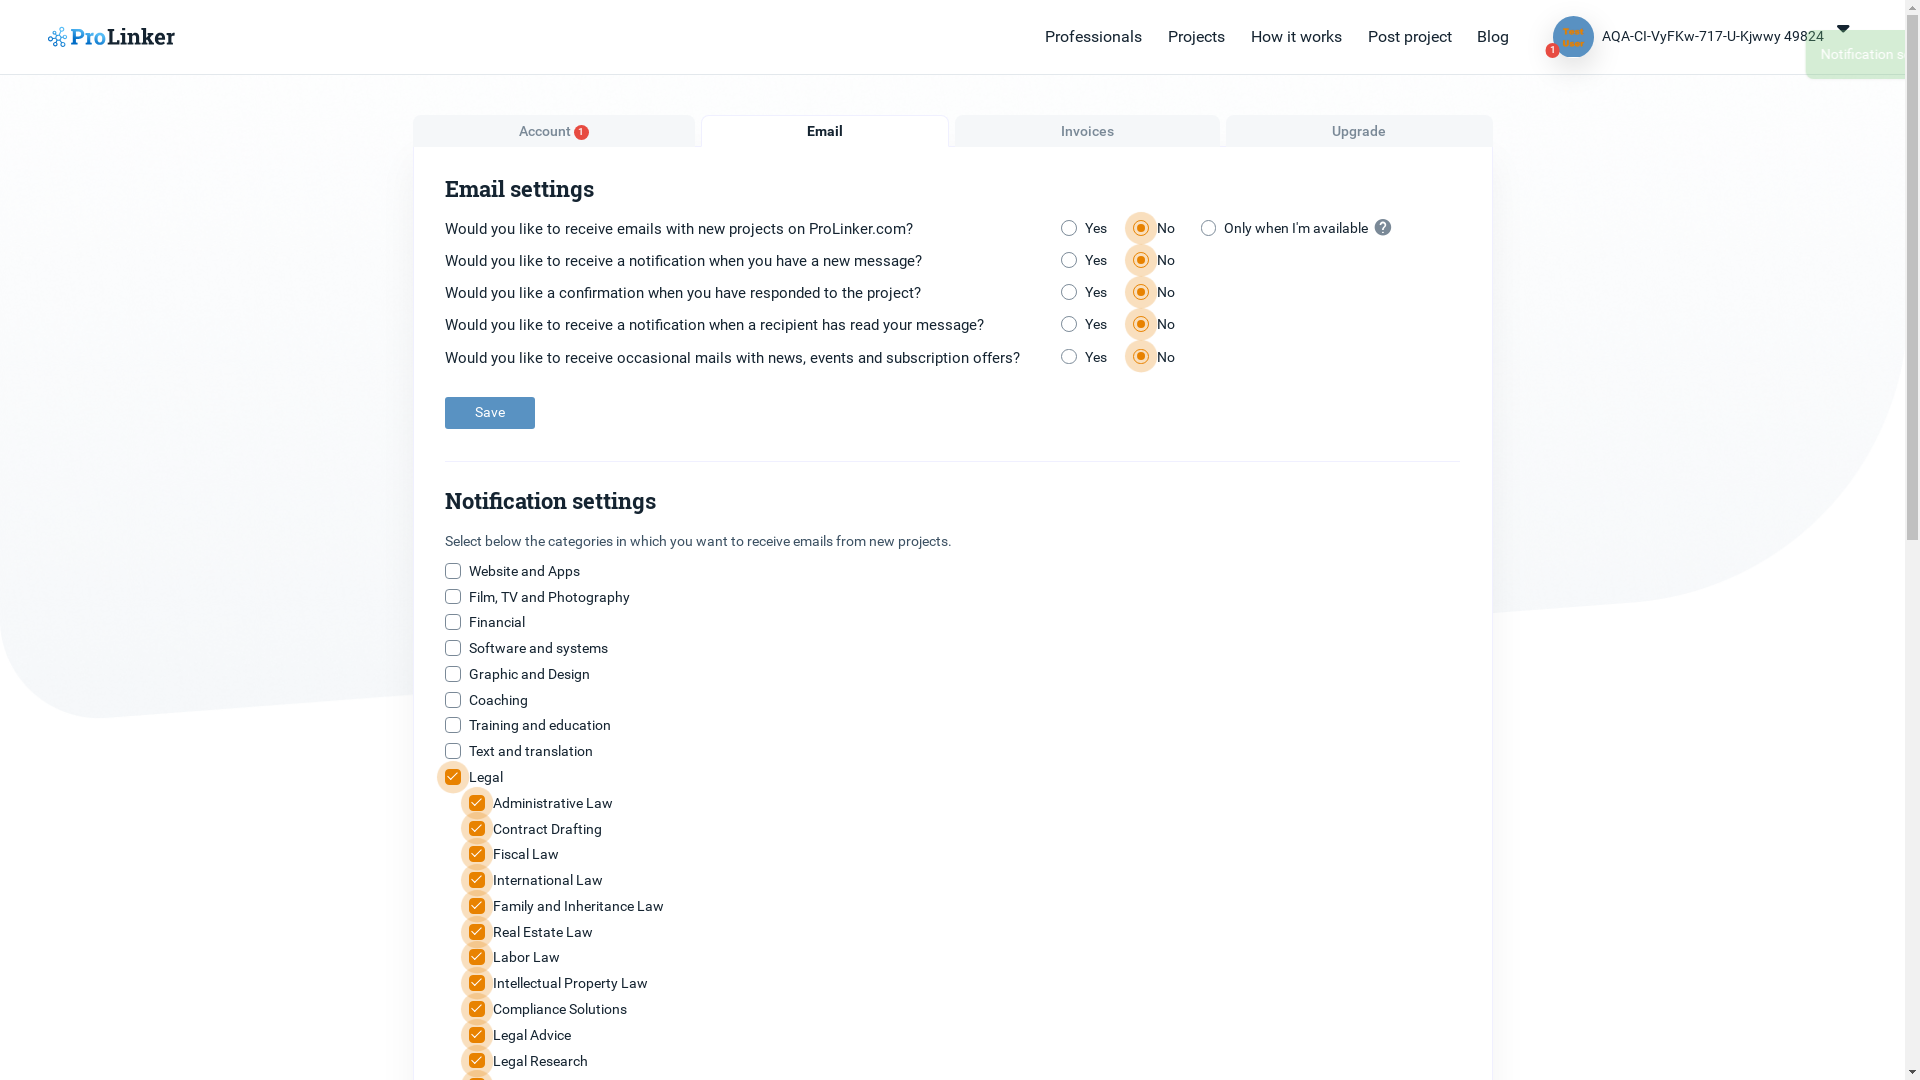 ProLinker
Professionals Projects How it works Post project Blog
1 AQA-CI-VyFKw-717-U-Kjwwy 49824
Notification
Account 1 Email Invoices Upgrade
Email settings
Would you like to receive emails with new projects on ProLinker.com? Yes No Only when I'm available ?
Would you like to receive a notification when you have a new message? Yes No
Would you like a confirmation when you have responded to the project? Yes No
Would you like to receive a notification when a recipient has read your message? Yes No
Would you like to receive occasional mails with news, events and subscription offers? Yes No
Save
Notification settings
Select below the categories in which you want to receive emails from new projects.
Website and Apps
Film, TV and Photography
Financial
Software and systems
Graphic and Design
Coaching
Training and education
Text and translation
Legal
Administrative Law
Contract Drafting
Fiscal Law
International Law
Family and Inheritance Law
Real Estate Law
Labor Law
Intellectual Property Law
Compliance Solutions
Legal Advice
Legal Research